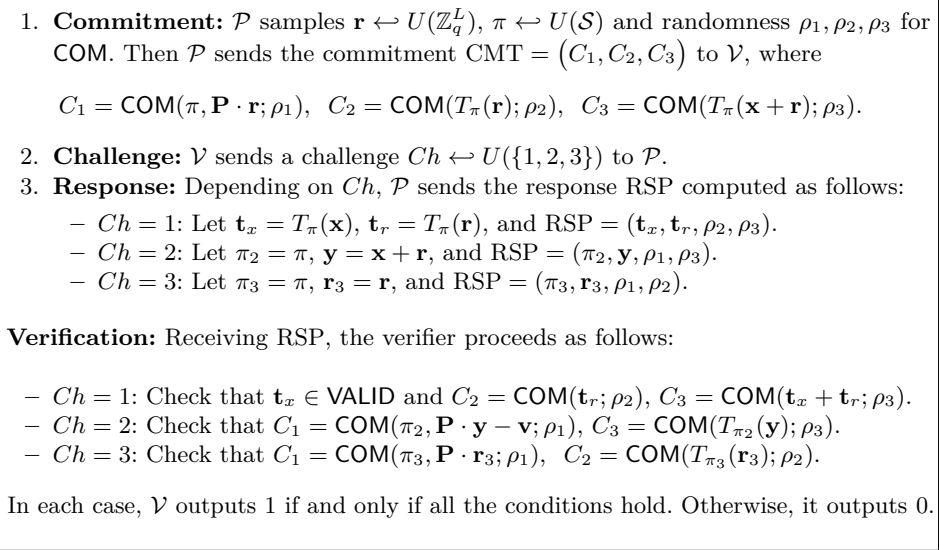 1. Commitment: 𝒫 samples r ↩ U(ℤ_q^L), π ↩ U(𝒮) and randomness ρ₁, ρ₂, ρ₃ for
COM. Then 𝒫 sends the commitment CMT = (C₁, C₂, C₃) to 𝒱, where
C₁ = COM(π, P · r; ρ₁), C₂ = COM(T_π(r); ρ₂), C₃ = COM(T_π(x + r); ρ₃).
2. Challenge: 𝒱 sends a challenge Ch ↩ U({1, 2, 3}) to 𝒫.
3. Response: Depending on Ch, 𝒫 sends the response RSP computed as follows:
– Ch = 1: Let t_x = T_π(x), t_r = T_π(r), and RSP = (t_x, t_r, ρ₂, ρ₃).
– Ch = 2: Let π₂ = π, y = x + r, and RSP = (π₂, y, ρ₁, ρ₃).
– Ch = 3: Let π₃ = π, r₃ = r, and RSP = (π₃, r₃, ρ₁, ρ₂).
Verification: Receiving RSP, the verifier proceeds as follows:
– Ch = 1: Check that t_x ∈ VALID and C₂ = COM(t_r; ρ₂), C₃ = COM(t_x + t_r; ρ₃).
– Ch = 2: Check that C₁ = COM(π₂, P · y − v; ρ₁), C₃ = COM(T_π₂(y); ρ₃).
– Ch = 3: Check that C₁ = COM(π₃, P · r₃; ρ₁), C₂ = COM(T_π₃(r₃); ρ₂).
In each case, 𝒱 outputs 1 if and only if all the conditions hold. Otherwise, it outputs 0.